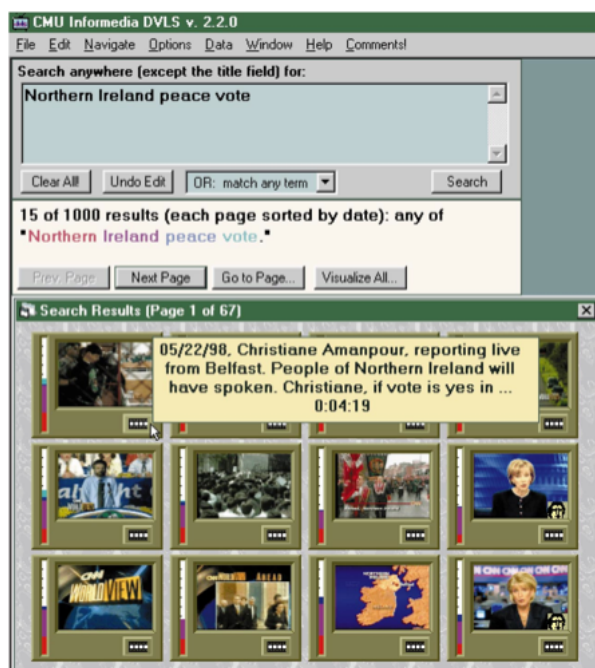 CMU Informedia DVLS v. 2.2.0
File Edit Navigate Options Data Window Help Comments!
Search anywhere (except the title field) for:
Northern Ireland peace vote
Clear All! Undo Edit OR: match any term Search
15 of 1000 results (each page sorted by date): any of
"Northern Ireland peace vote."
Prev. Page Next Page Go to Page... Visualize All...
Search Results (Page 1 of 67)
05/22/98, Christiane Amanpour, reporting live
from Belfast. People of Northern Ireland will
have spoken. Christiane, if vote is yes in ...
0:04:19
CNN
WORLD VIEW
AHEAD